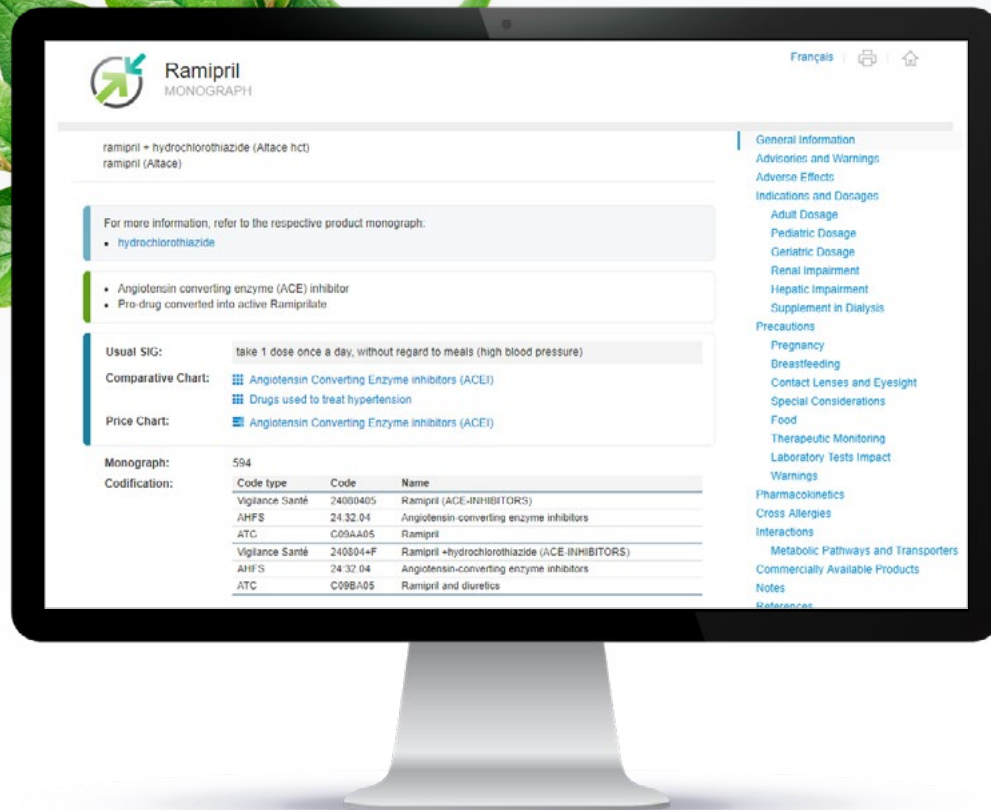 Ramipril
MONOGRAPH
Français
ramipril + hydrochlorothiazide (Altace hct)
ramipril (Altace)
For more information, refer to the respective product monograph:
• hydrochlorothiazide
• Angiotensin converting enzyme (ACE) inhibitor
• Pro-drug converted into active Ramiprilate
Usual SIG: take 1 dose once a day, without regard to meals (high blood pressure)
Comparative Chart: Angiotensin Converting Enzyme inhibitors (ACEI)
Drugs used to treat hypertension
Price Chart: Angiotensin Converting Enzyme inhibitors (ACEI)
Monograph: 594
Codification: Code type Code Name
Vigilance Santé 24080405 Ramipril (ACE-INHIBITORS)
AHFS 24.32.04 Angiotensin-converting enzyme inhibitors
ATC C09AA05 Ramipril
Vigilance Santé 240804+F Ramipril +hydrochlorothiazide (ACE-INHIBITORS)
AHFS 24:32.04 Angiotensin-converting enzyme inhibitors
ATC C09BA05 Ramipril and diuretics
General Information
Advisories and Warnings
Adverse Effects
Indications and Dosages
Adult Dosage
Pediatric Dosage
Geriatric Dosage
Renal Impairment
Hepatic Impairment
Supplement in Dialysis
Precautions
Pregnancy
Breastfeeding
Contact Lenses and Eyesight
Special Considerations
Food
Therapeutic Monitoring
Laboratory Tests Impact
Warnings
Pharmacokinetics
Cross Allergies
Interactions
Metabolic Pathways and Transporters
Commercially Available Products
Notes
References